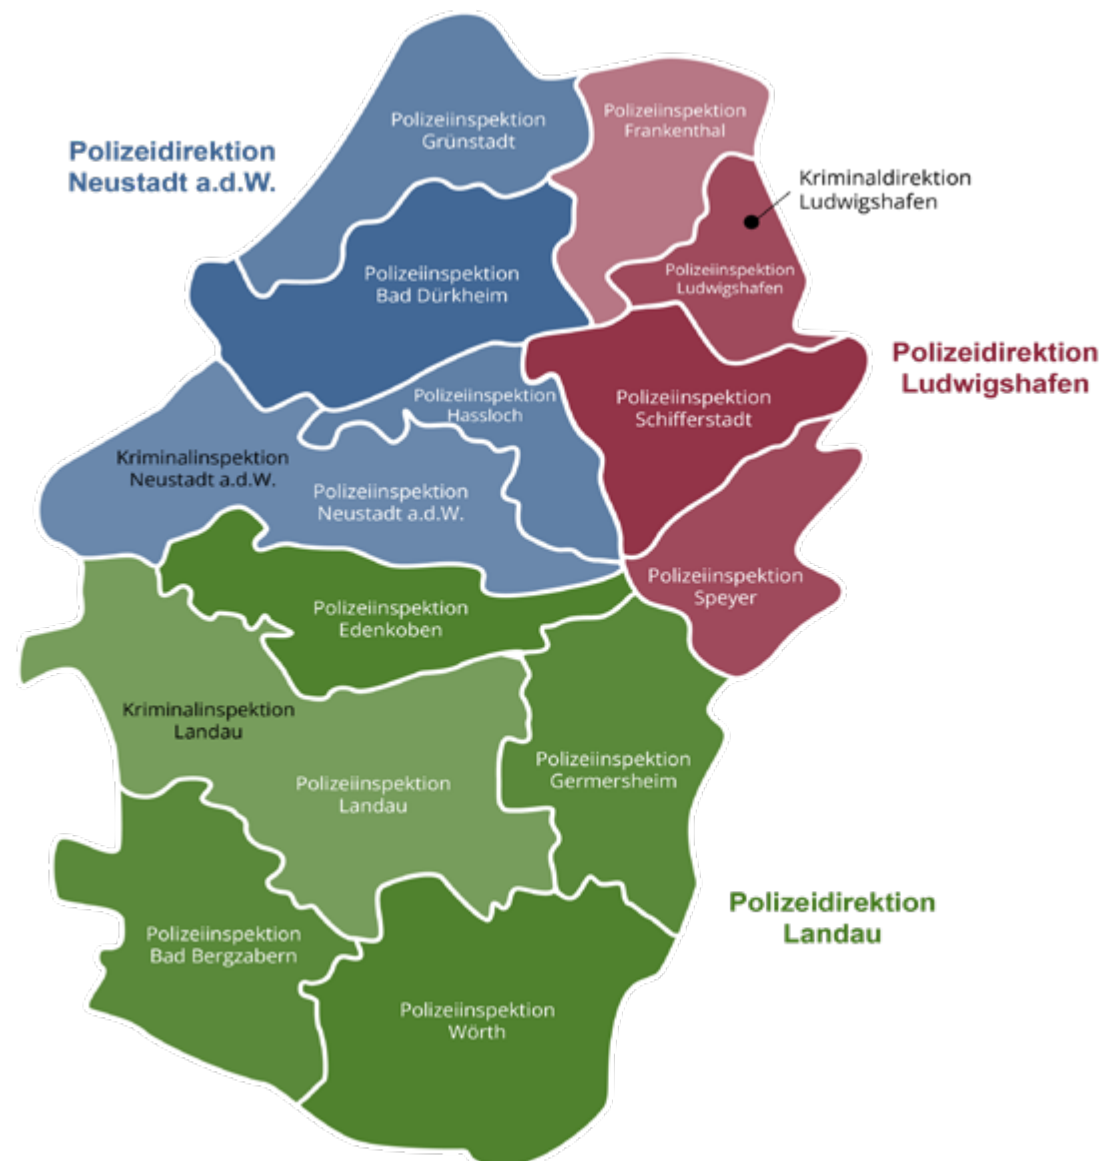 Polizeiinspektion
Grünstadt
Polizeiinspektion
Frankenthal
Polizeidirektion
Neustadt a.d.W.
Kriminaldirektion
Ludwigshafen
Polizeiinspektion
Bad Dürkheim
Polizeiinspektion
Ludwigshafen
Polizeidirektion
Ludwigshafen
Polizeiinspektion
Hassloch
Polizeiinspektion
Schifferstadt
Kriminalinspektion
Neustadt a.d.W.
Polizeiinspektion
Neustadt a.d.W.
Polizeiinspektion
Speyer
Polizeiinspektion
Edenkoben
Kriminalinspektion
Landau
Polizeiinspektion
Germersheim
Polizeiinspektion
Landau
Polizeidirektion
Landau
Polizeiinspektion
Bad Bergzabern
Polizeiinspektion
Wörth